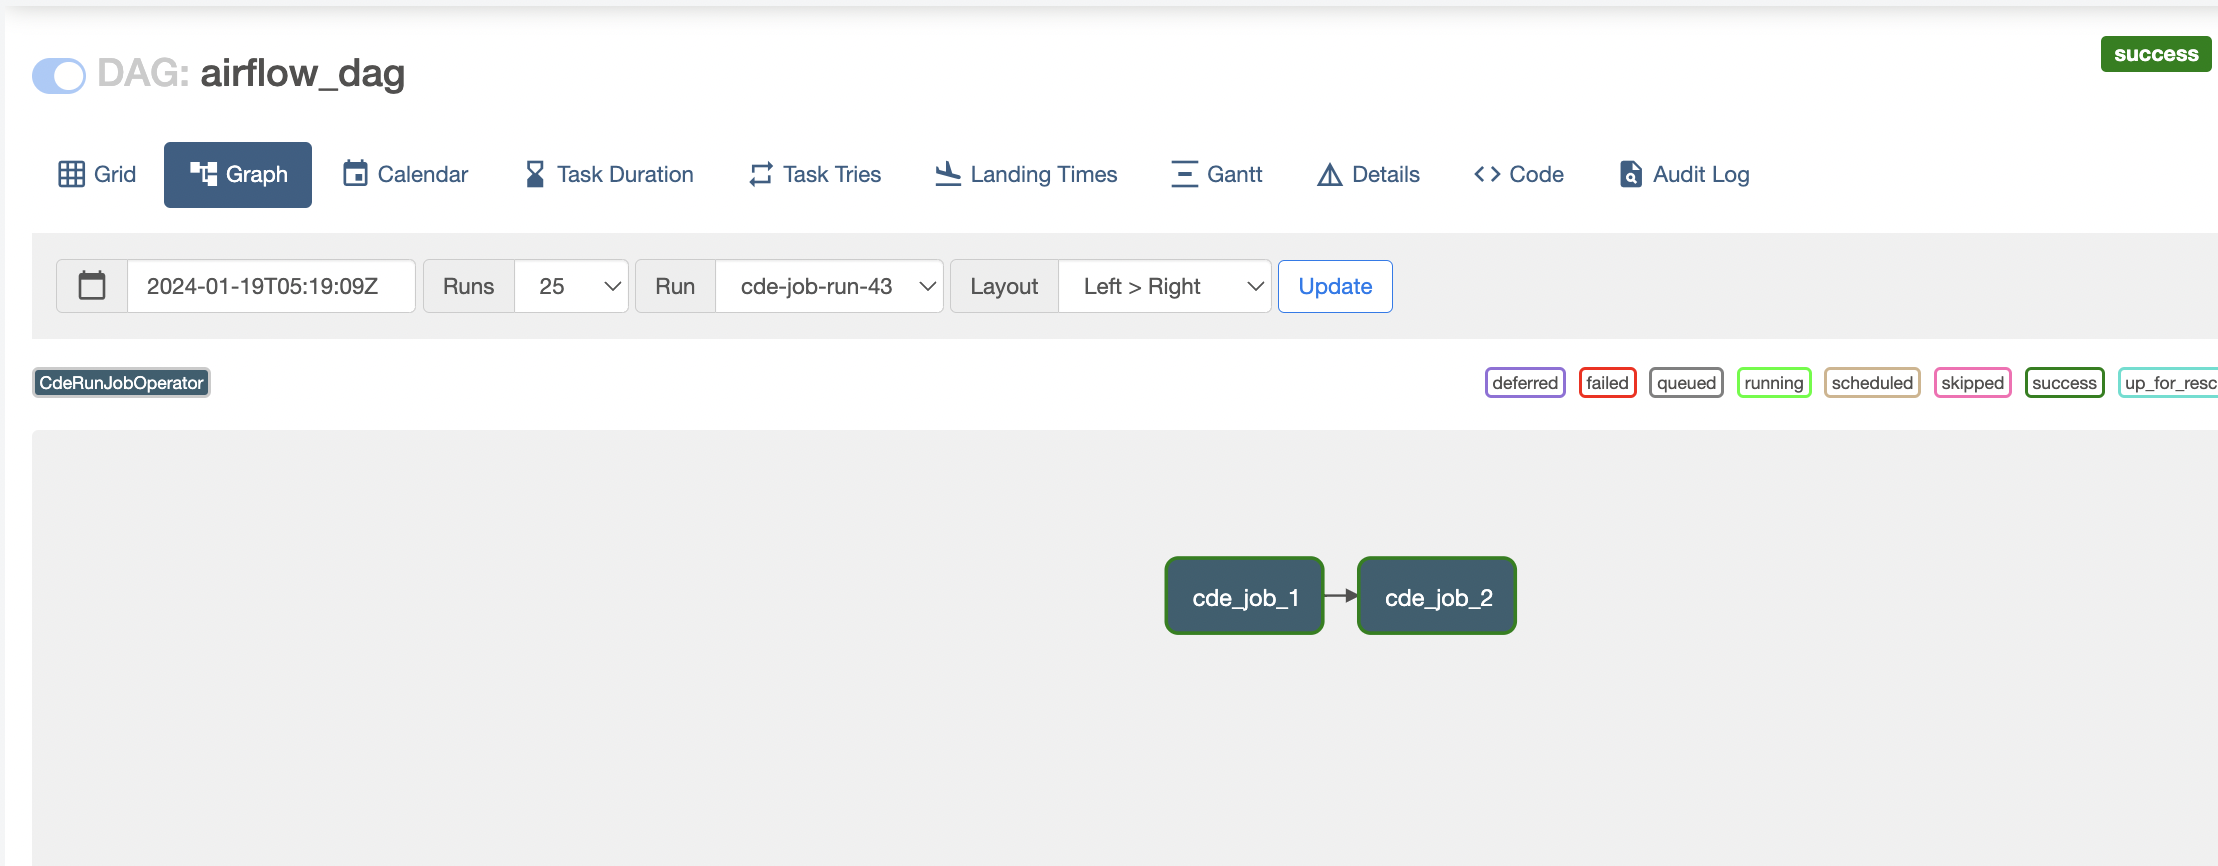 DAG: airflow_dag
success
Grid Graph Calendar Task Duration Task Tries Landing Times Gantt Details Code Audit Log
2024-01-19T05:19:09Z Runs 25 Run cde-job-run-43 Layout Left > Right Update
CdeRunJobOperator deferred failed queued running scheduled skipped success up_for_resc
cde_job_1 cde_job_2